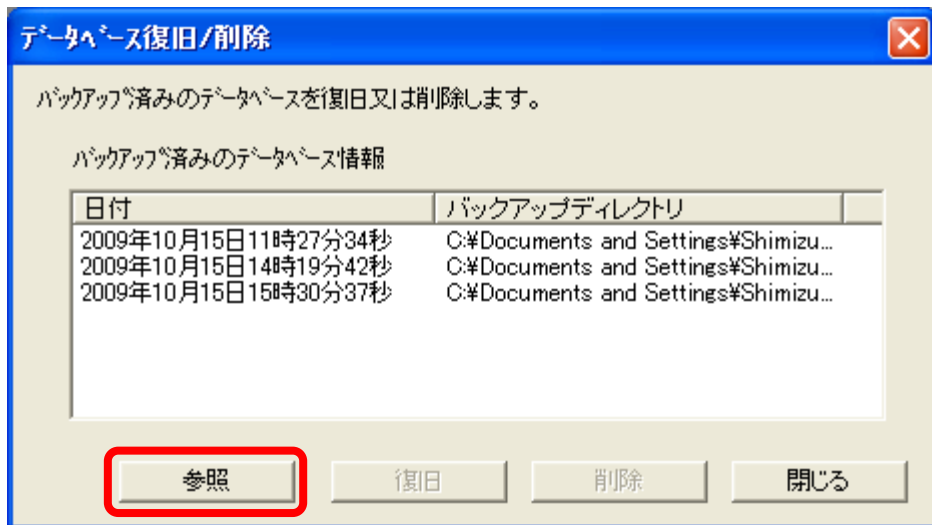 データベース復旧/削除
バックアップ済みのデータベースを復旧又は削除します。
バックアップ済みのデータベース情報
日付 バックアップディレクトリ
2009年10月15日11時27分34秒 C:¥Documents and Settings¥Shimizu...
2009年10月15日14時19分42秒 C:¥Documents and Settings¥Shimizu...
2009年10月15日15時30分37秒 C:¥Documents and Settings¥Shimizu...
参照 復旧 削除 閉じる